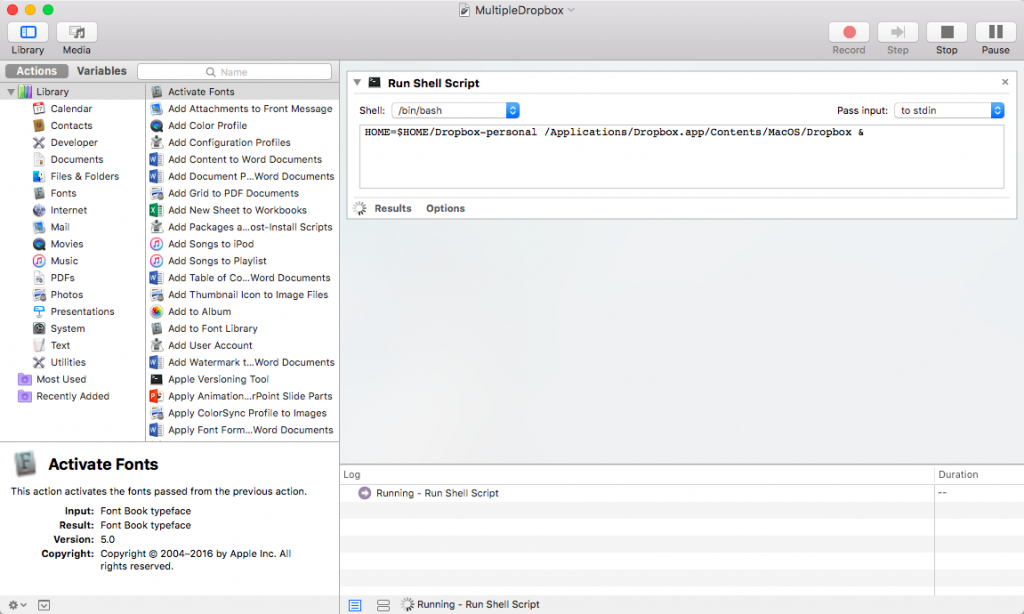 MultipleDropbox
Library
Media
Record
Step
Stop
Pause
Actions
Variables
Name
Library
Calendar
Contacts
Developer
Documents
Files & Folders
Fonts
Internet
Mail
Movies
Music
PDFs
Photos
Presentations
System
Text
Utilities
Most Used
Recently Added
Activate Fonts
Add Attachments to Front Message
Add Color Profile
Add Configuration Profiles
Add Content to Word Documents
Add Document P...Word Documents
Add Grid to PDF Documents
Add New Sheet to Workbooks
Add Packages a...ost-Install Scripts
Add Songs to iPod
Add Songs to Playlist
Add Table of Co...Word Documents
Add Thumbnail Icon to Image Files
Add to Album
Add to Font Library
Add User Account
Add Watermark t...Word Documents
Apple Versioning Tool
Apply Animation...rPoint Slide Parts
Apply ColorSync Profile to Images
Apply Font Form...Word Documents
Activate Fonts
This action activates the fonts passed from the previous action.
Input: Font Book typeface
Result: Font Book typeface
Version: 5.0
Copyright: Copyright © 2004–2016 by Apple Inc. All
rights reserved.
Run Shell Script
Shell: /bin/bash
Pass input: to stdin
HOME=$HOME/Dropbox-personal /Applications/Dropbox.app/Contents/MacOS/Dropbox &
Results
Options
Log
Duration
Running - Run Shell Script
--
Running - Run Shell Script